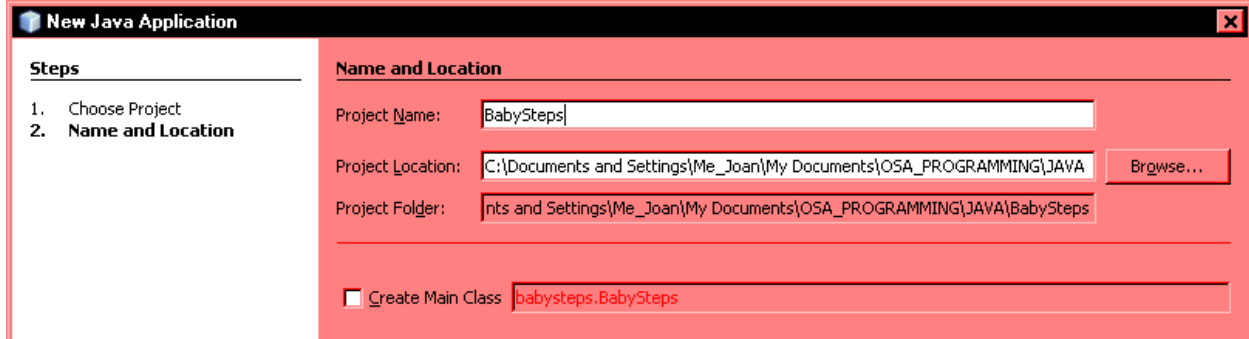 New Java Application
Steps
1. Choose Project
2. Name and Location
Name and Location
Project Name: BabySteps
Project Location: C:\Documents and Settings\Me_Joan\My Documents\OSA_PROGRAMMING\JAVA Browse...
Project Folder: nts and Settings\Me_Joan\My Documents\OSA_PROGRAMMING\JAVA\BabySteps
Create Main Class babysteps.BabySteps